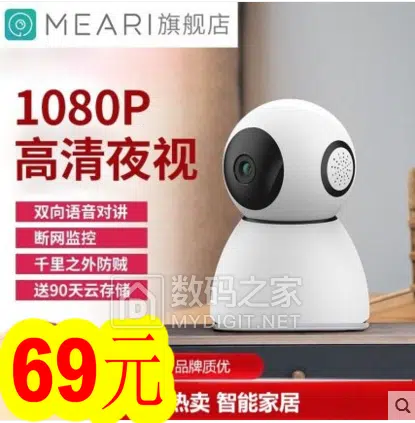 MEARI旗舰店
1080P
高清夜视
双向语音对讲
断网监控
千里之外防贼
送90天云存储
数码之家
MYDIGIT.NET
69元
品牌质优
热卖 智能家居